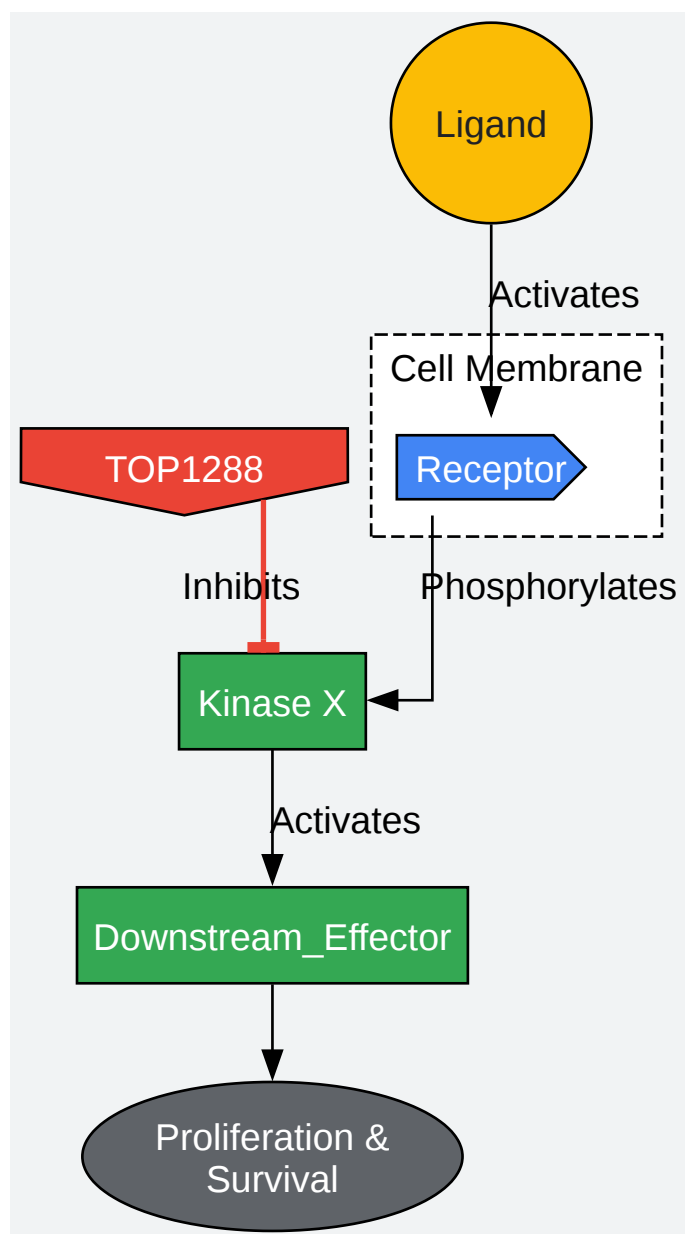 Ligand
Activates
Cell Membrane
TOP1288
Receptor
Inhibits
Phosphorylates
Kinase X
Activates
Downstream_Effector
Proliferation &
Survival